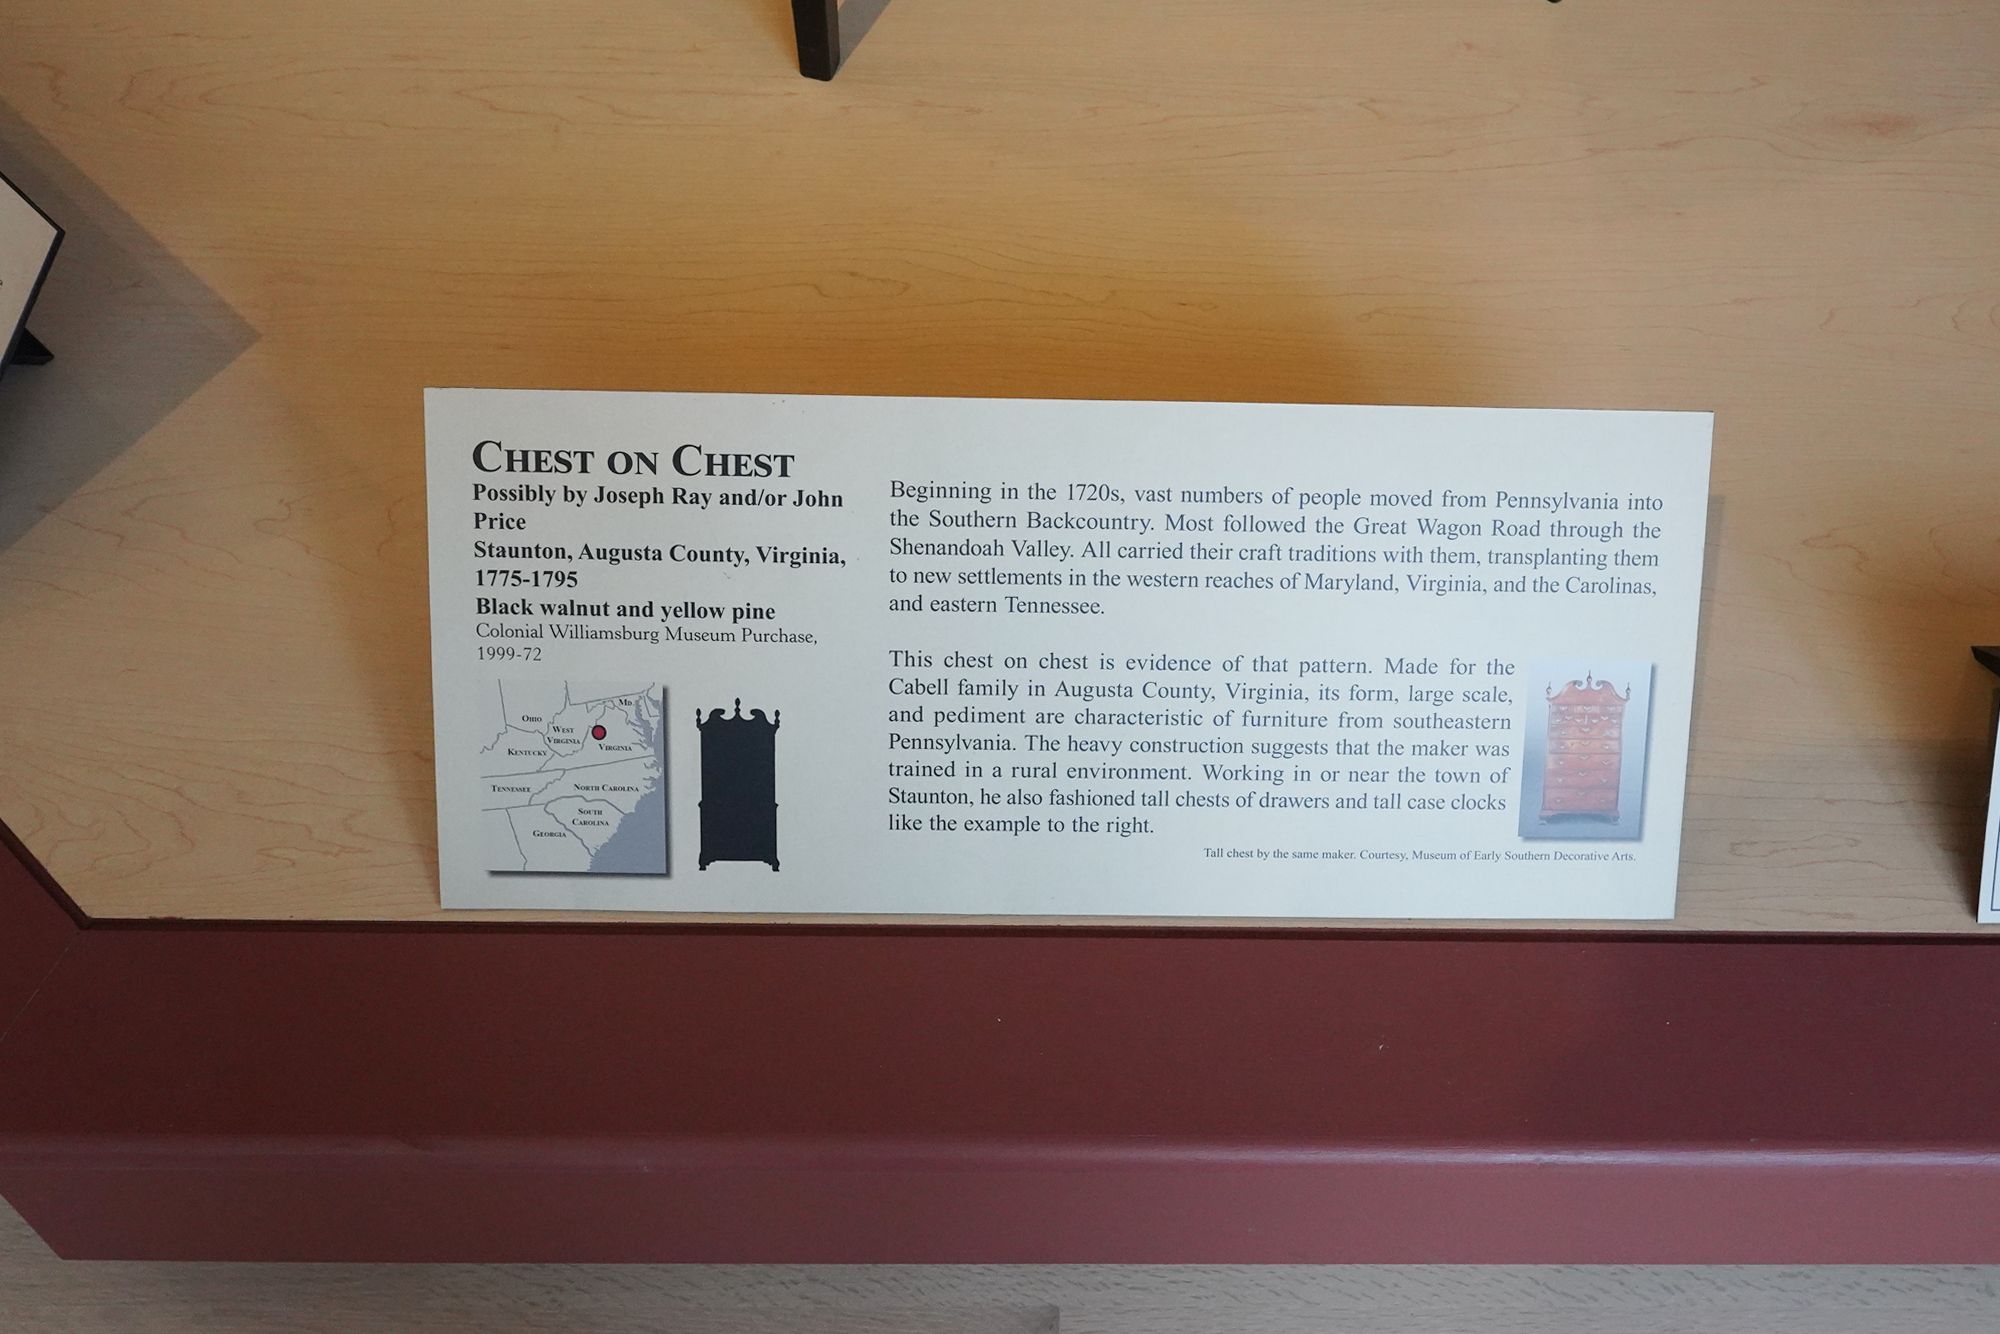 CHEST ON CHEST
Possibly by Joseph Ray and/or John
Price
Staunton, Augusta County, Virginia,
1775-1795
Black walnut and yellow pine
Colonial Williamsburg Museum Purchase,
1999-72
OHIO
MD.
WEST
VIRGINIA
VIRGINIA
KENTUCKY
TENNESSEE
NORTH CAROLINA
SOUTH
CAROLINA
GEORGIA
Beginning in the 1720s, vast numbers of people moved from Pennsylvania into
the Southern Backcountry. Most followed the Great Wagon Road through the
Shenandoah Valley. All carried their craft traditions with them, transplanting them
to new settlements in the western reaches of Maryland, Virginia, and the Carolinas,
and eastern Tennessee.
This chest on chest is evidence of that pattern. Made for the
Cabell family in Augusta County, Virginia, its form, large scale,
and pediment are characteristic of furniture from southeastern
Pennsylvania. The heavy construction suggests that the maker was
trained in a rural environment. Working in or near the town of
Staunton, he also fashioned tall chests of drawers and tall case clocks
like the example to the right.
Tall chest by the same maker. Courtesy, Museum of Early Southern Decorative Arts.